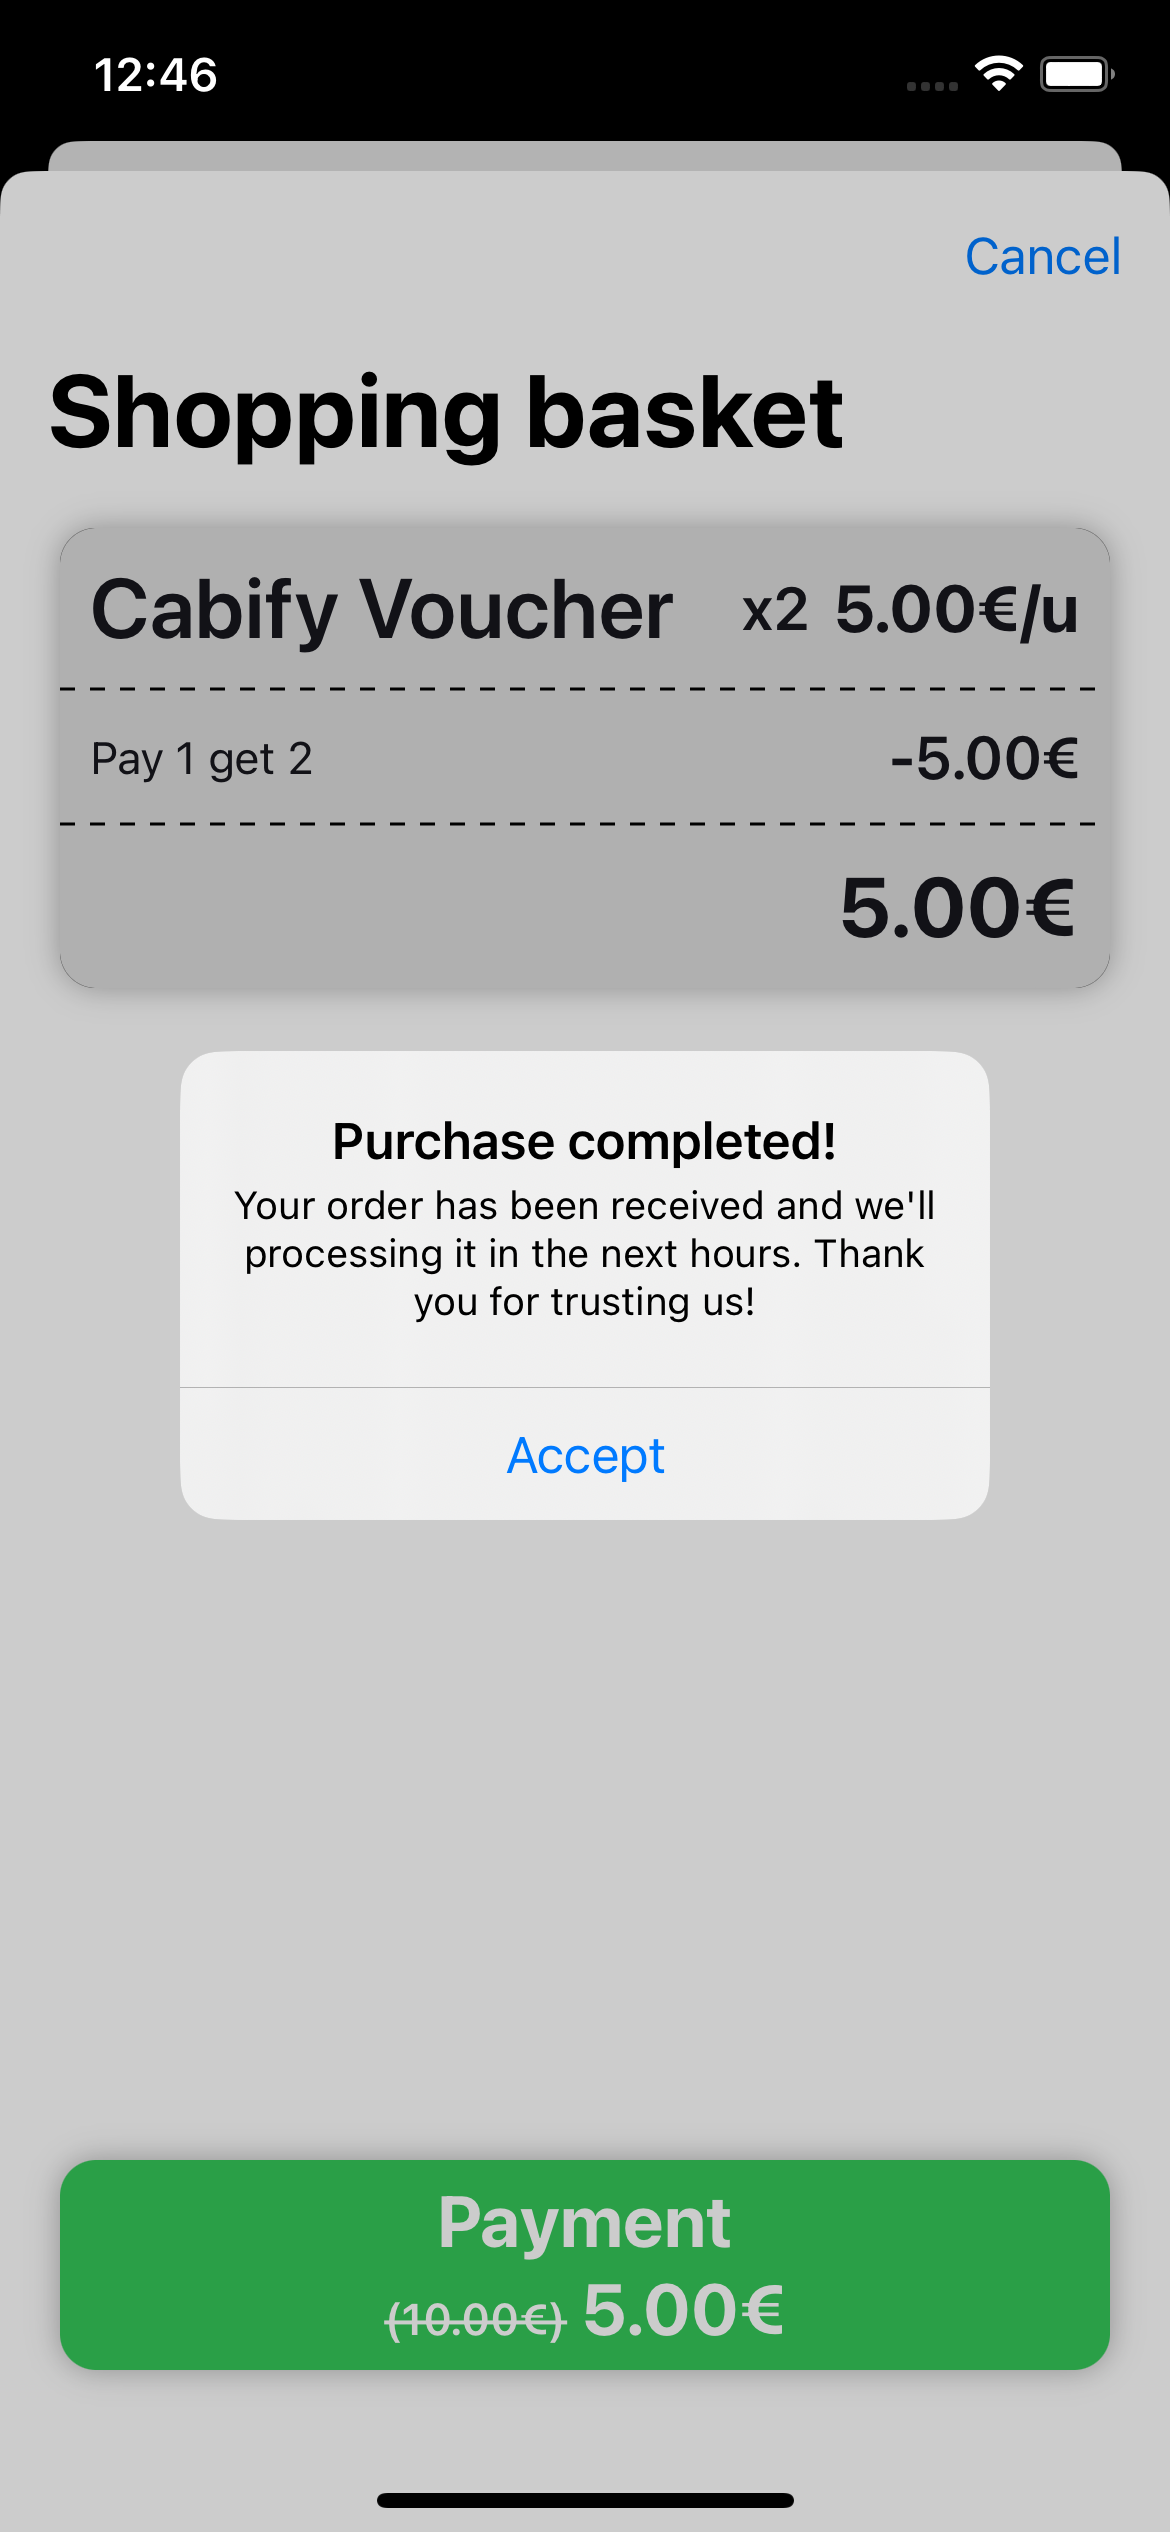 12:46
Cancel
Shopping basket
Cabify Voucher x2 5.00€/u
Pay 1 get 2 -5.00€
5.00€
Purchase completed!
Your order has been received and we'll
processing it in the next hours. Thank
you for trusting us!
Accept
Payment
(10.00€) 5.00€